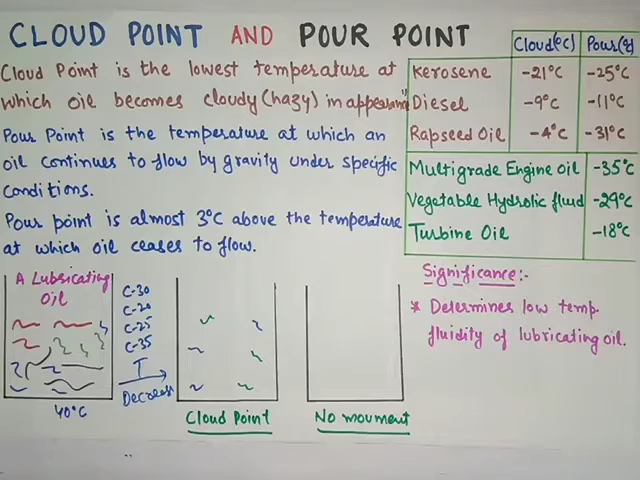 CLOUD POINT AND POUR POINT
Cloud Point is the lowest temperature at
which oil becomes cloudy (hazy) in appearance
Pour Point is the temperature at which an
oil continues to flow by gravity under specific
conditions.
Pour point is almost 3°C above the temperature
at which oil ceases to flow.
Cloud(°C) Pour(°C)
Kerosene -21°C -25°C
Diesel -9°C -11°C
Rapseed Oil -4°C -31°C
Multigrade Engine oil -35°C
Vegetable Hydrolic fluid -29°C
Turbine Oil -18°C
Significance:-
* Determines low temp.
fluidity of lubricating oil.
A Lubricating
Oil
40°C
C-30
C-20
C-25
C-35
T
Decrease
Cloud Point
No movment